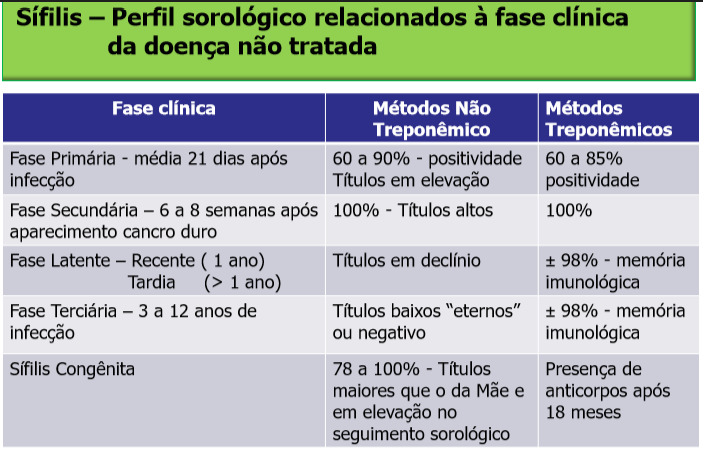 Sífilis – Perfil sorológico relacionados à fase clínica
da doença não tratada
Fase clínica
Métodos Não
Treponêmico
Métodos
Treponêmicos
Fase Primária - média 21 dias após
infecção
60 a 90% - positividade
Títulos em elevação
60 a 85%
positividade
Fase Secundária – 6 a 8 semanas após
aparecimento cancro duro
100% - Títulos altos
100%
Fase Latente – Recente ( 1 ano)
Tardia (> 1 ano)
Títulos em declínio
± 98% - memória
imunológica
Fase Terciária – 3 a 12 anos de
infecção
Títulos baixos “eternos”
ou negativo
± 98% - memória
imunológica
Sífilis Congênita
78 a 100% - Títulos
maiores que o da Mãe e
em elevação no
seguimento sorológico
Presença de
anticorpos após
18 meses